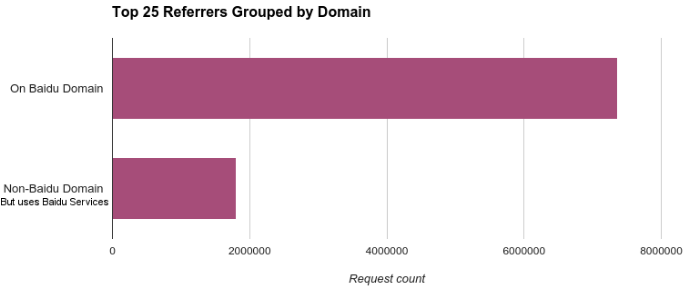 Top 25 Referrers Grouped by Domain
On Baidu Domain
Non-Baidu Domain
But uses Baidu Services
0 2000000 4000000 6000000 8000000
Request count